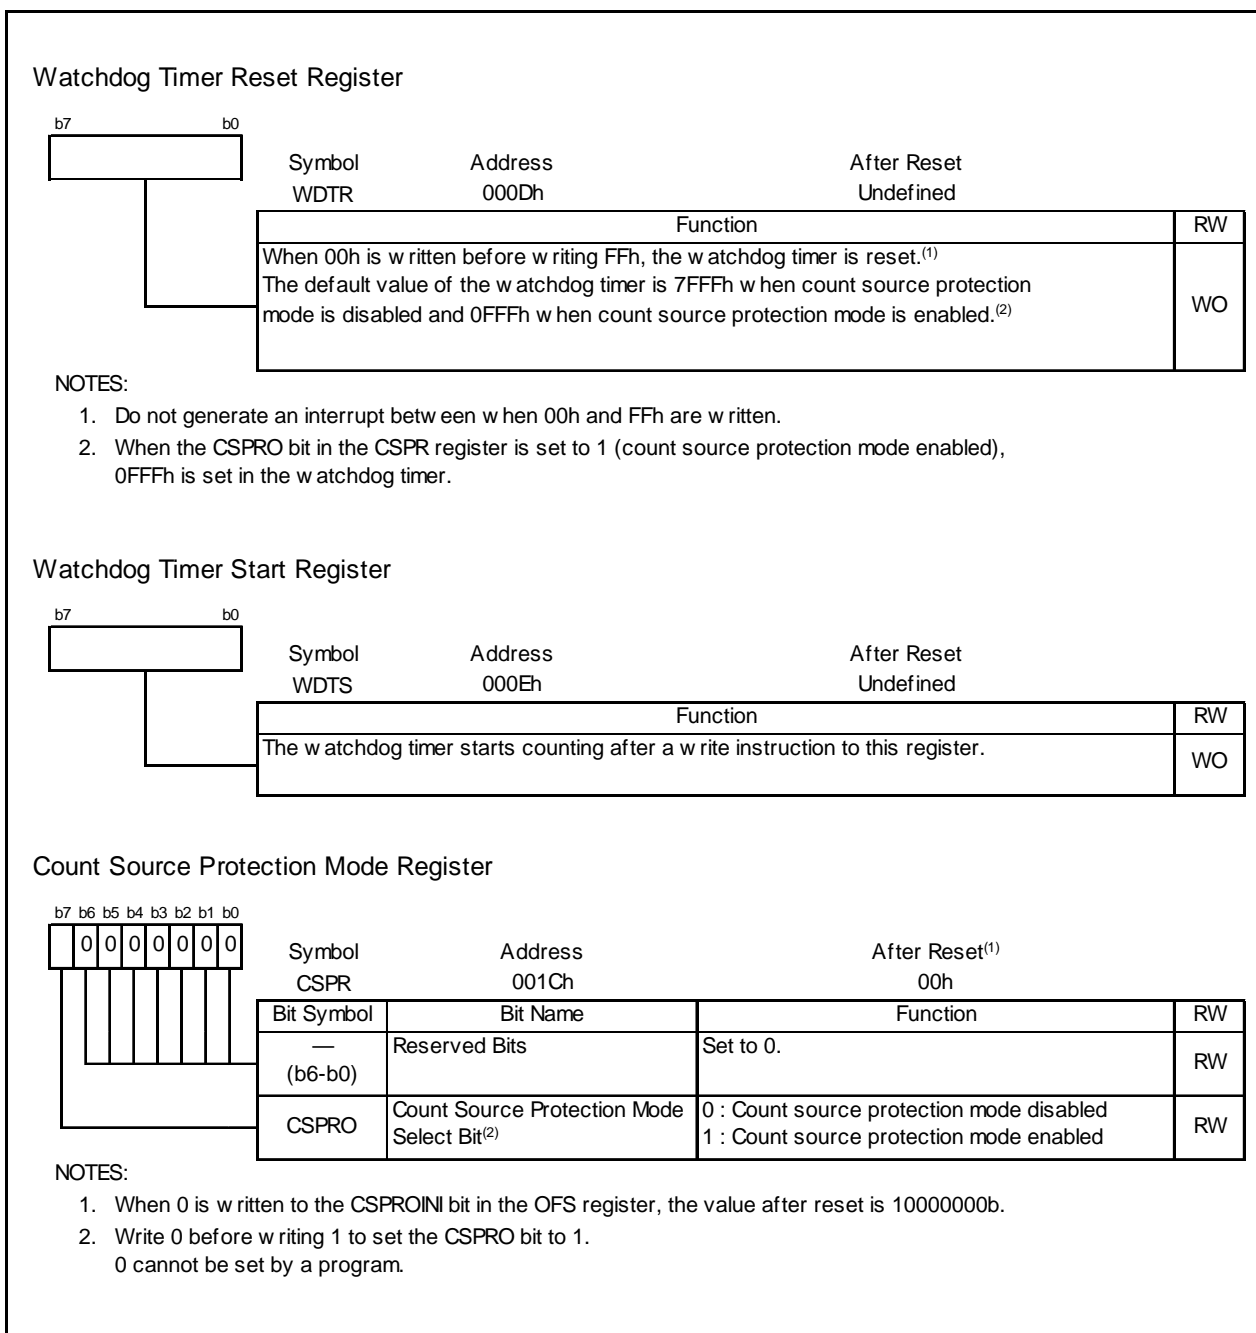 Watchdog Timer Reset Register
b7 b0
Symbol Address After Reset
WDTR 000Dh Undefined
Function RW
When 00h is written before writing FFh, the watchdog timer is reset.(1)
The default value of the watchdog timer is 7FFFh when count source protection
mode is disabled and 0FFFh when count source protection mode is enabled.(2)
WO
NOTES:
1. Do not generate an interrupt between when 00h and FFh are written.
2. When the CSPRO bit in the CSPR register is set to 1 (count source protection mode enabled),
0FFFh is set in the watchdog timer.
Watchdog Timer Start Register
b7 b0
Symbol Address After Reset
WDTS 000Eh Undefined
Function RW
The watchdog timer starts counting after a write instruction to this register.
WO
Count Source Protection Mode Register
b7 b6 b5 b4 b3 b2 b1 b0
0 0 0 0 0 0 0
Symbol Address After Reset(1)
CSPR 001Ch 00h
Bit Symbol Bit Name Function RW
—
(b6-b0)
Reserved Bits
Set to 0.
RW
CSPRO
Count Source Protection Mode
Select Bit(2)
0 : Count source protection mode disabled
1 : Count source protection mode enabled
RW
NOTES:
1. When 0 is written to the CSPROINI bit in the OFS register, the value after reset is 10000000b.
2. Write 0 before writing 1 to set the CSPRO bit to 1.
0 cannot be set by a program.